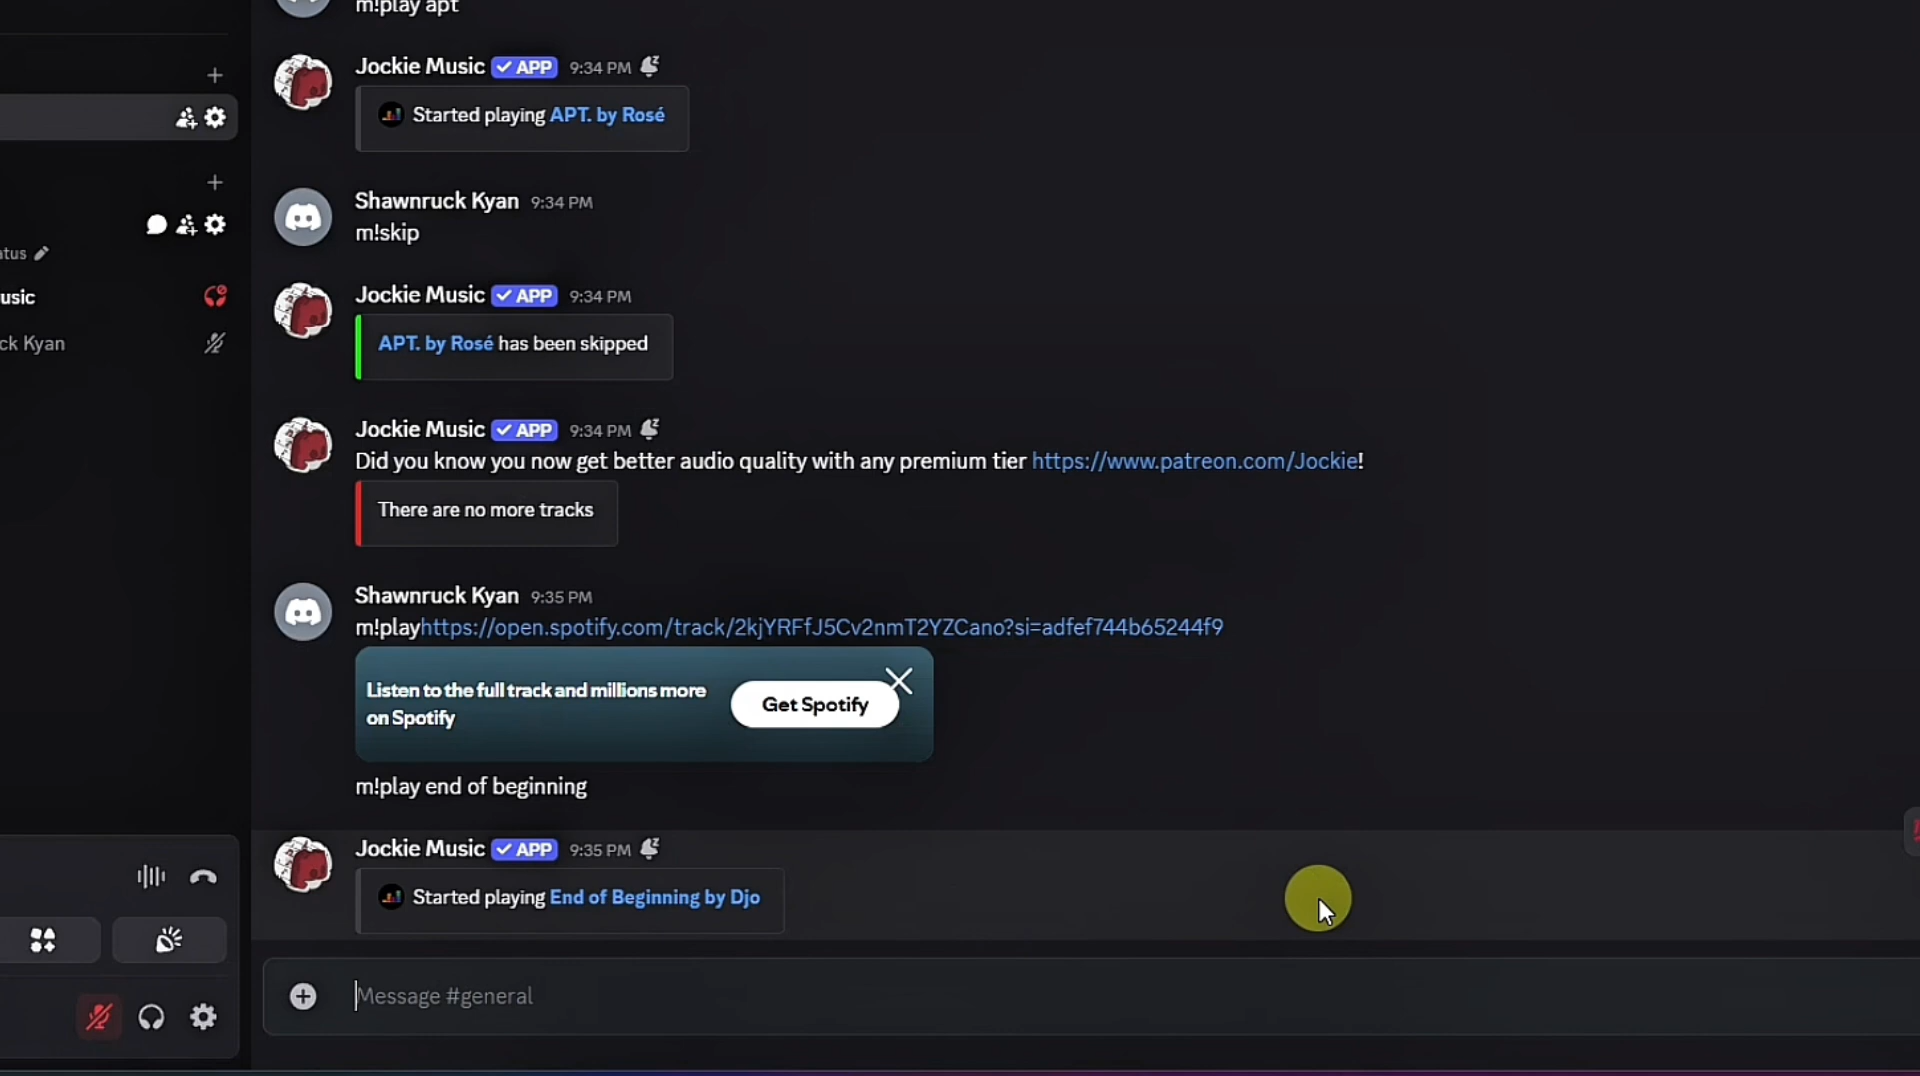 m!play apt
Jockie Music ✓ APP 9:34 PM
Started playing APT. by Rosé
Shawnruck Kyan 9:34 PM
m!skip
atus
Jockie Music ✓ APP 9:34 PM
usic
APT. by Rosé has been skipped
ck Kyan
Jockie Music ✓ APP 9:34 PM
Did you know you now get better audio quality with any premium tier https://www.patreon.com/Jockie!
There are no more tracks
Shawnruck Kyan 9:35 PM
m!playhttps://open.spotify.com/track/2kjYRFfJ5Cv2nmT2YZCano?si=adfef744b65244f9
Listen to the full track and millions more
on Spotify
Get Spotify
m!play end of beginning
Jockie Music ✓ APP 9:35 PM
Started playing End of Beginning by Djo
Message #general